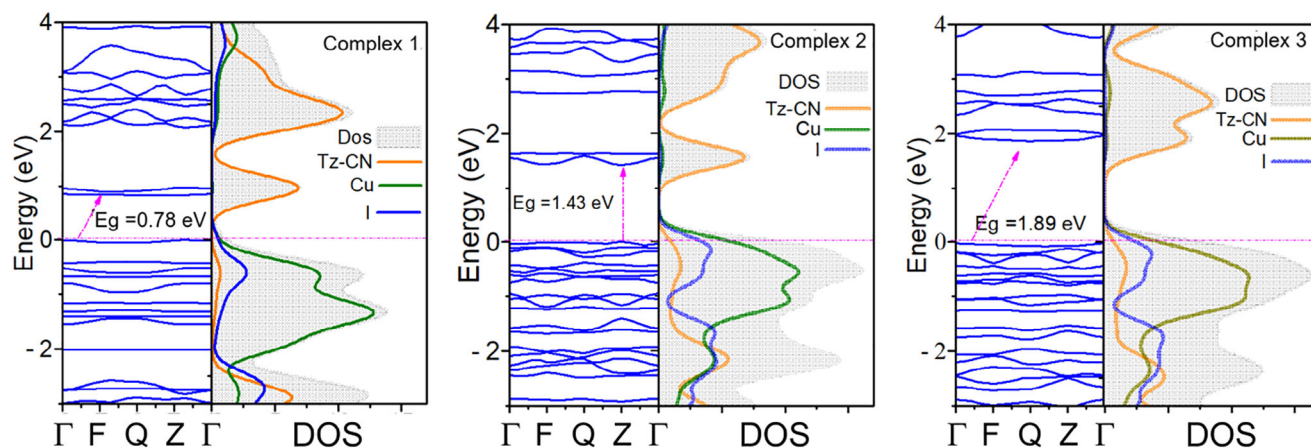 4
2
0
- 2
Energy (eV)
Complex 1
Dos
Tz-CN
Cu
I
Eg =0.78 eV
Γ F Q Z Γ DOS
4
2
0
- 2
Energy (eV)
Complex 2
DOS
Tz-CN
Cu
I
Eg =1.43 eV
Γ F Q Z Γ DOS
4
2
0
- 2
Energy (eV)
Complex 3
DOS
Tz-CN
Cu
I
Eg =1.89 eV
Γ F Q Z Γ DOS